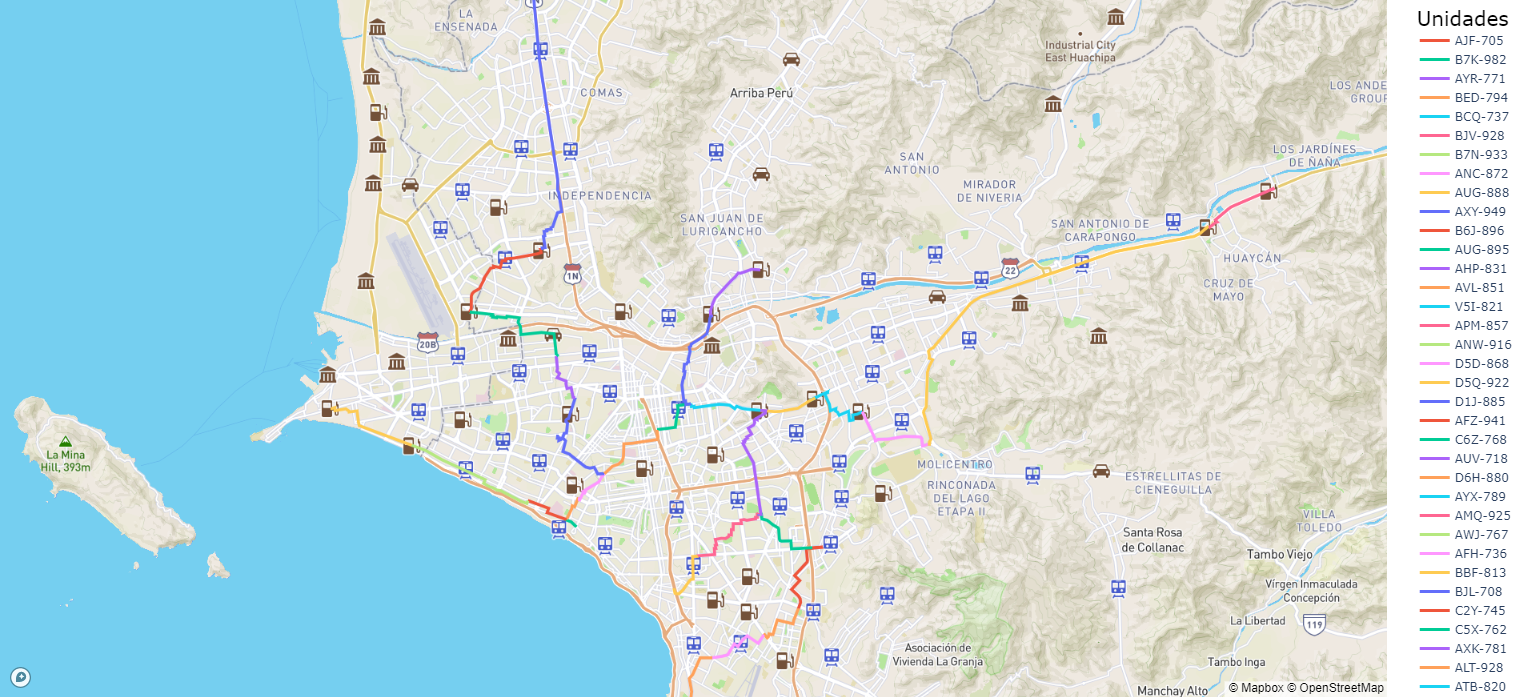 LA
ENSENADA
COMAS
Arriba Perú
Industrial City
East Huachipa
LOS ANDE
GROUP
LOS JARDÍNES
DE ÑAÑA
SAN
ANTONIO
MIRADOR
DE NIVERIA
INDEPENDENCIA
SAN JUAN DE
LURIGANCHO
SAN ANTONIO DE
CARAPONGO
HUAYCÁN
CRUZ DE
MAYO
1N
22
20B
La Mina
Hill, 393m
MOLICENTRO
RINCONADA
DEL LAGO
ETAPA II
ESTRELLITAS DE
CIENEGUILLA
VILLA
TOLEDO
Santa Rosa
de Collanac
Tambo Viejo
Virgen Inmaculada
Concepción
La Libertad
119
Asociación de
Vivienda La Granja
Tambo Inga
Manchay Alto
© Mapbox © OpenStreetMap
Unidades
AJF-705
B7K-982
AYR-771
BED-794
BCQ-737
BJV-928
B7N-933
ANC-872
AUG-888
AXY-949
B6J-896
AUG-895
AHP-831
AVL-851
V5I-821
APM-857
ANW-916
D5D-868
D5Q-922
D1J-885
AFZ-941
C6Z-768
AUV-718
D6H-880
AYX-789
AMQ-925
AWJ-767
AFH-736
BBF-813
BJL-708
C2Y-745
C5X-762
AXK-781
ALT-928
ATB-820